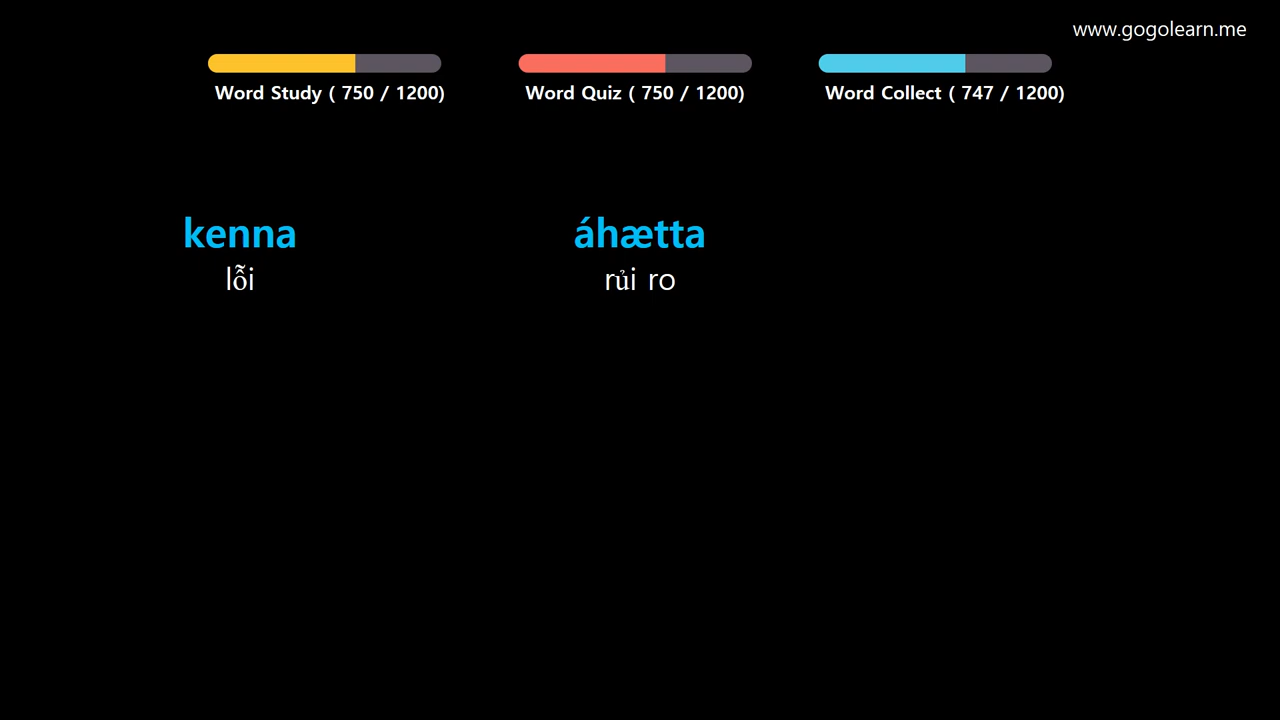 www.gogolearn.me
Word Study ( 750 / 1200)
Word Quiz ( 750 / 1200)
Word Collect ( 747 / 1200)
kenna
lỗi
áhætta
rủi ro